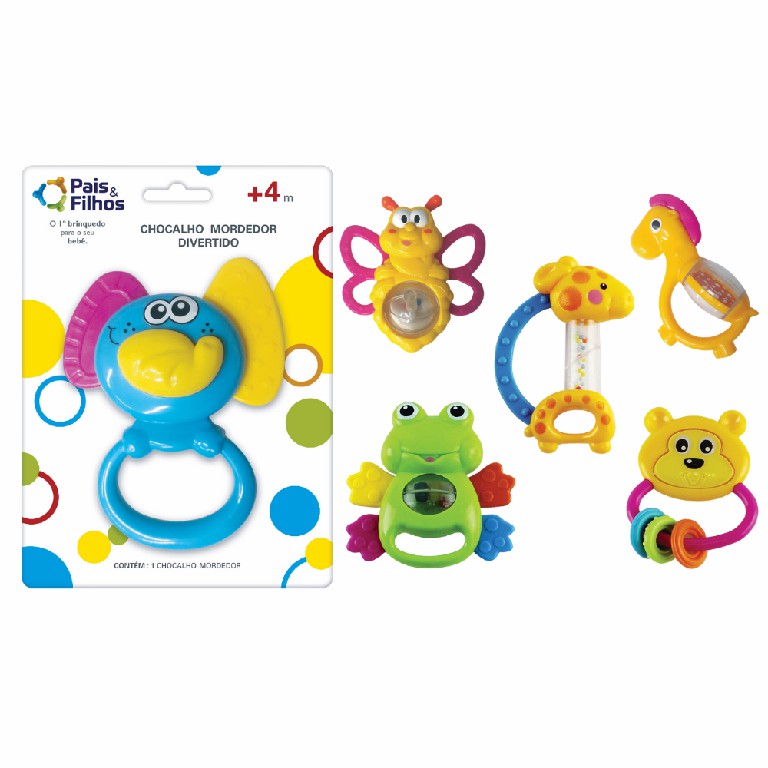 Pais &
Filhos
O 1º brinquedo
para o seu
bebê.
+4 m
CHOCALHO MORDEDOR
DIVERTIDO
CONTÉM : 1 CHOCALHO MORDEDOR